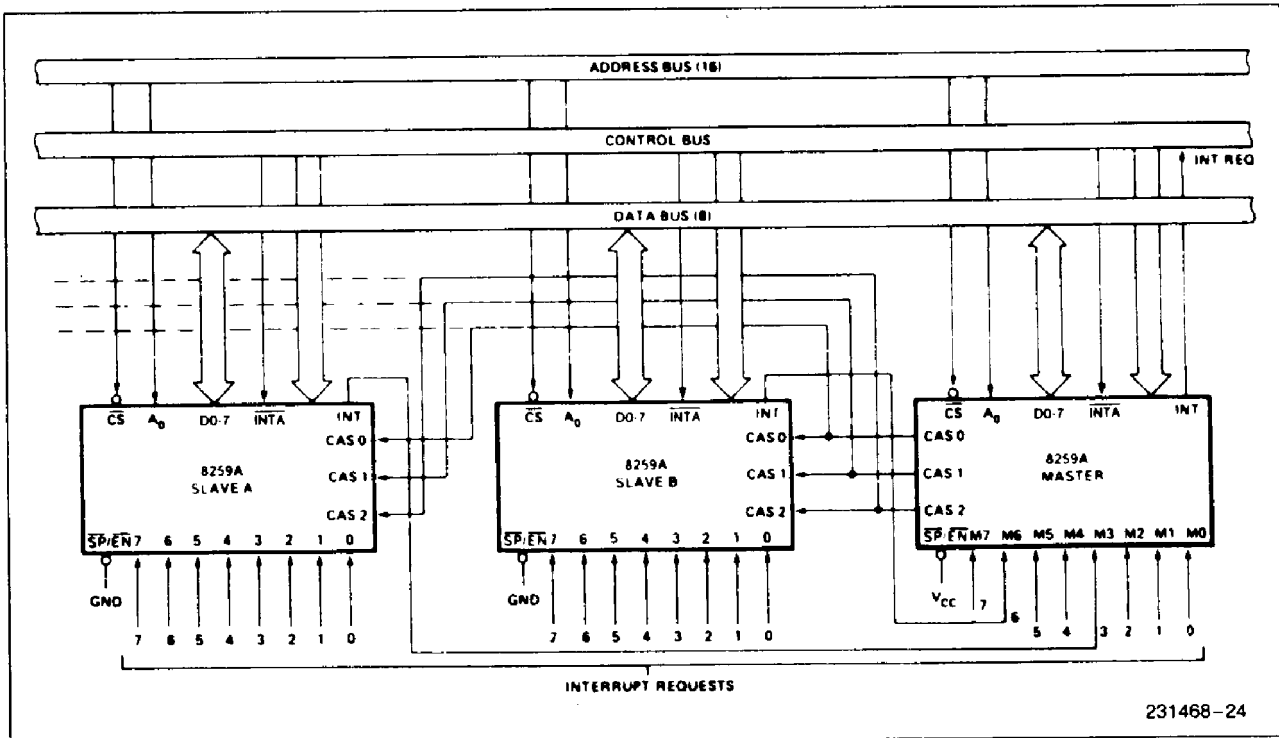 ADDRESS BUS (16)
CONTROL BUS
INT REQ
DATA BUS (8)
CS A0 D0-7 INTA INT
CAS 0
8259A
SLAVE A
CAS 1
CAS 2
SP/EN 7 6 5 4 3 2 1 0
GND
7 6 5 4 3 2 1 0
CS A0 D0-7 INTA INT
CAS 0
8259A
SLAVE B
CAS 1
CAS 2
SP/EN 7 6 5 4 3 2 1 0
GND
7 6 5 4 3 2 1 0
CS A0 D0-7 INTA INT
CAS 0
8259A
MASTER
CAS 1
CAS 2
SP/EN M7 M6 M5 M4 M3 M2 M1 M0
VCC
7 6 5 4 3 2 1 0
INTERRUPT REQUESTS
231468-24